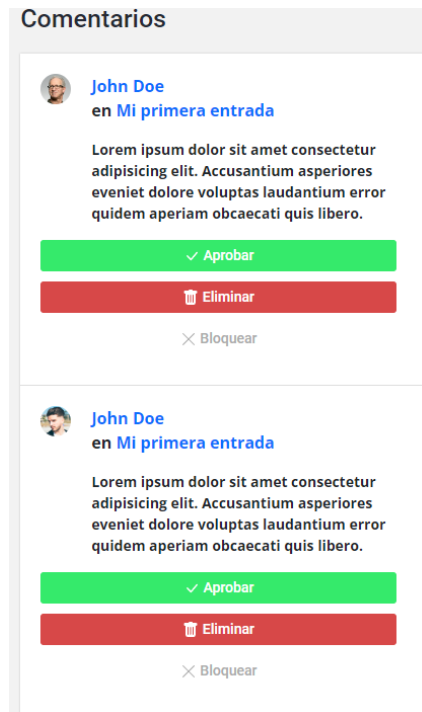 Comentarios
John Doe
en Mi primera entrada
Lorem ipsum dolor sit amet consectetur
adipisicing elit. Accusantium asperiores
eveniet dolore voluptas laudantium error
quidem aperiam obcaecati quis libero.
Aprobar
Eliminar
Bloquear
John Doe
en Mi primera entrada
Lorem ipsum dolor sit amet consectetur
adipisicing elit. Accusantium asperiores
eveniet dolore voluptas laudantium error
quidem aperiam obcaecati quis libero.
Aprobar
Eliminar
Bloquear